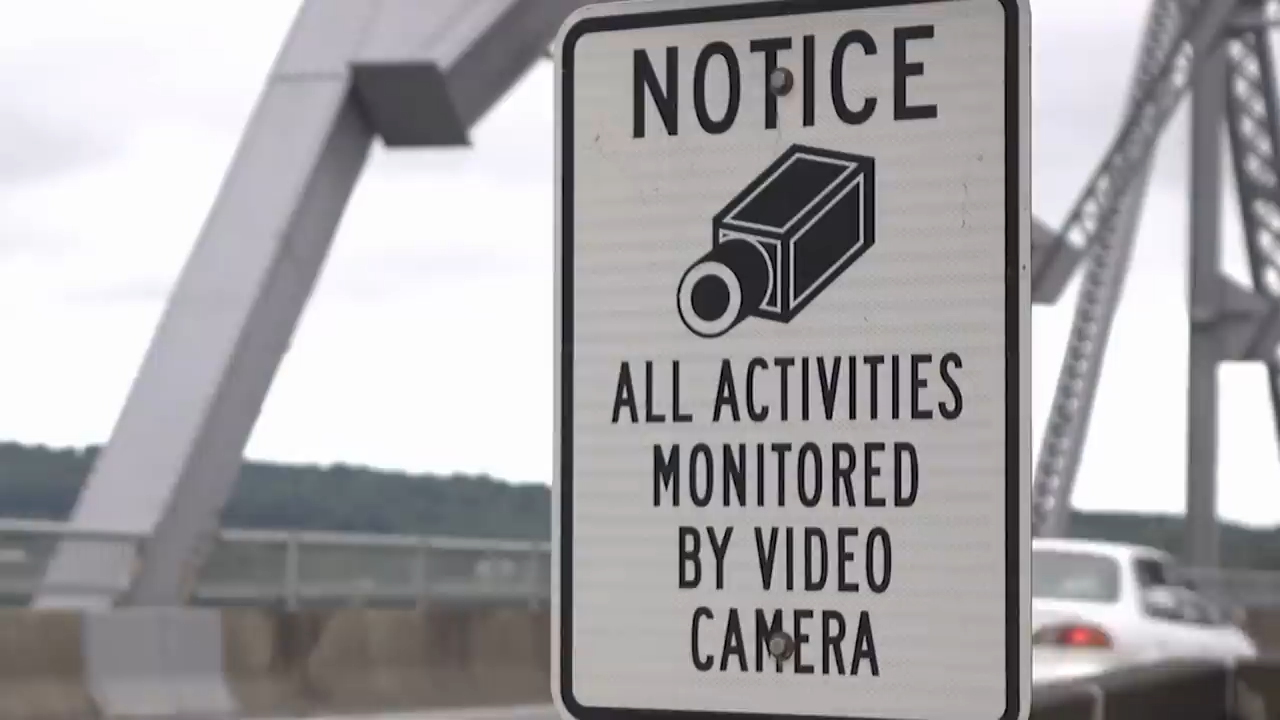 NOTICE
ALL ACTIVITIES
MONITORED
BY VIDEO
CAMERA